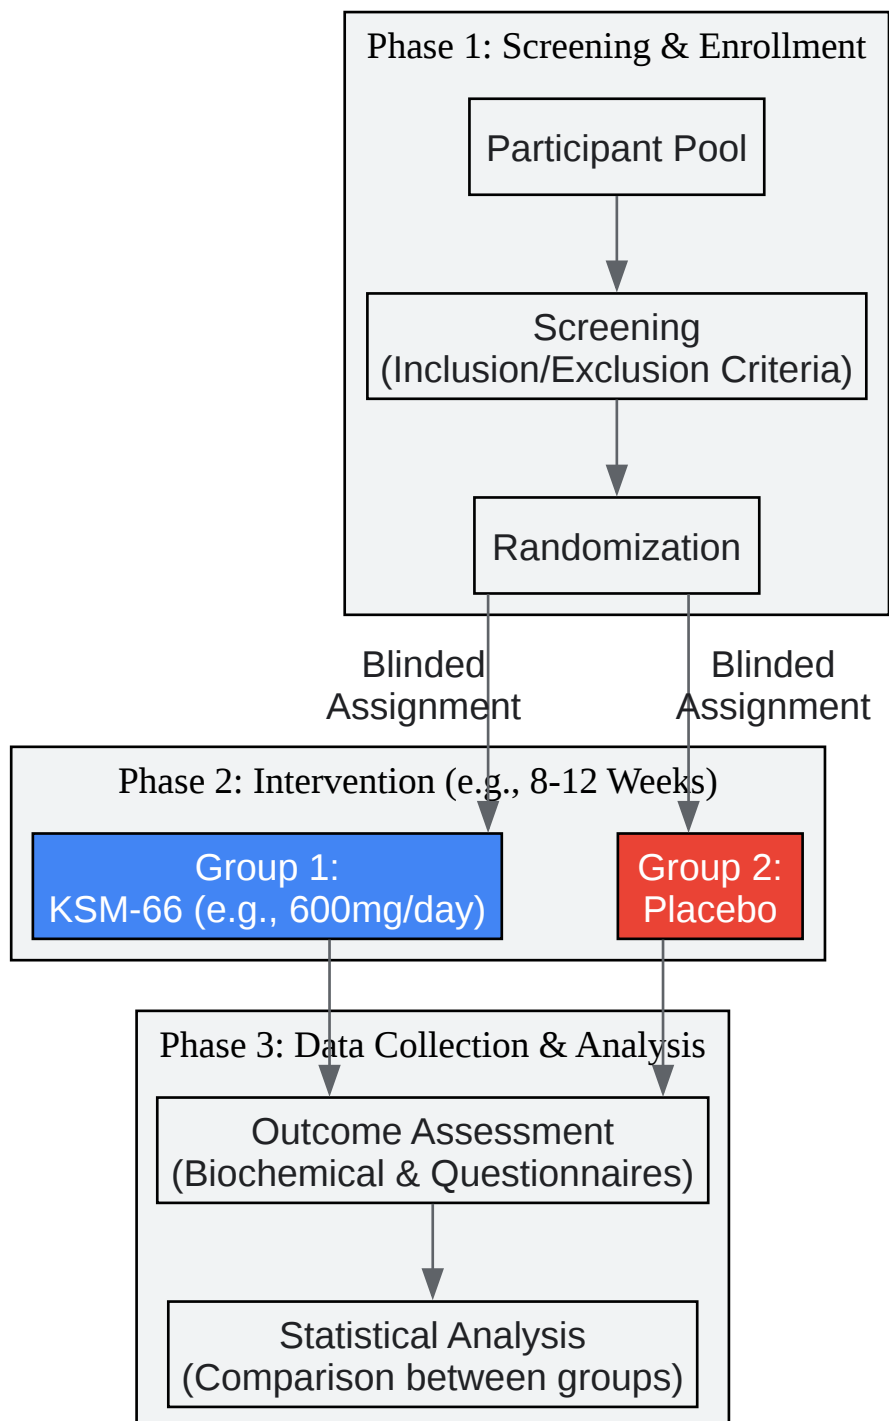 Phase 1: Screening & Enrollment
Participant Pool
Screening
(Inclusion/Exclusion Criteria)
Randomization
Blinded
Assignment
Blinded
Assignment
Phase 2: Intervention (e.g., 8-12 Weeks)
Group 1:
KSM-66 (e.g., 600mg/day)
Group 2:
Placebo
Phase 3: Data Collection & Analysis
Outcome Assessment
(Biochemical & Questionnaires)
Statistical Analysis
(Comparison between groups)